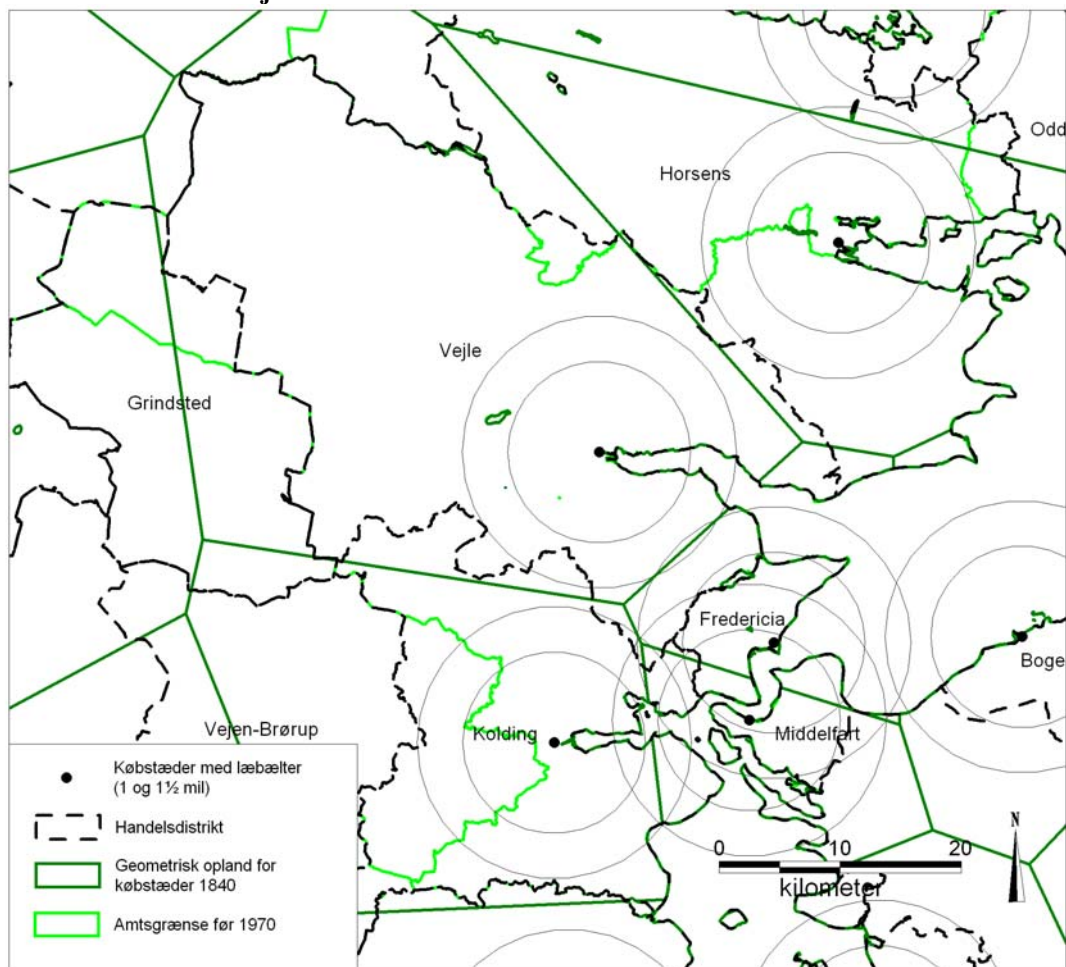 Odd
Horsens
Vejle
Grindsted
Fredericia
Boge
Vejen-Brørup
Kolding
Middelfart
Købstæder med læbælter
(1 og 1½ mil)
Handelsdistrikt
Geometrisk opland for
købstæder 1840
Amtsgrænse før 1970
0 10 20
kilometer
N